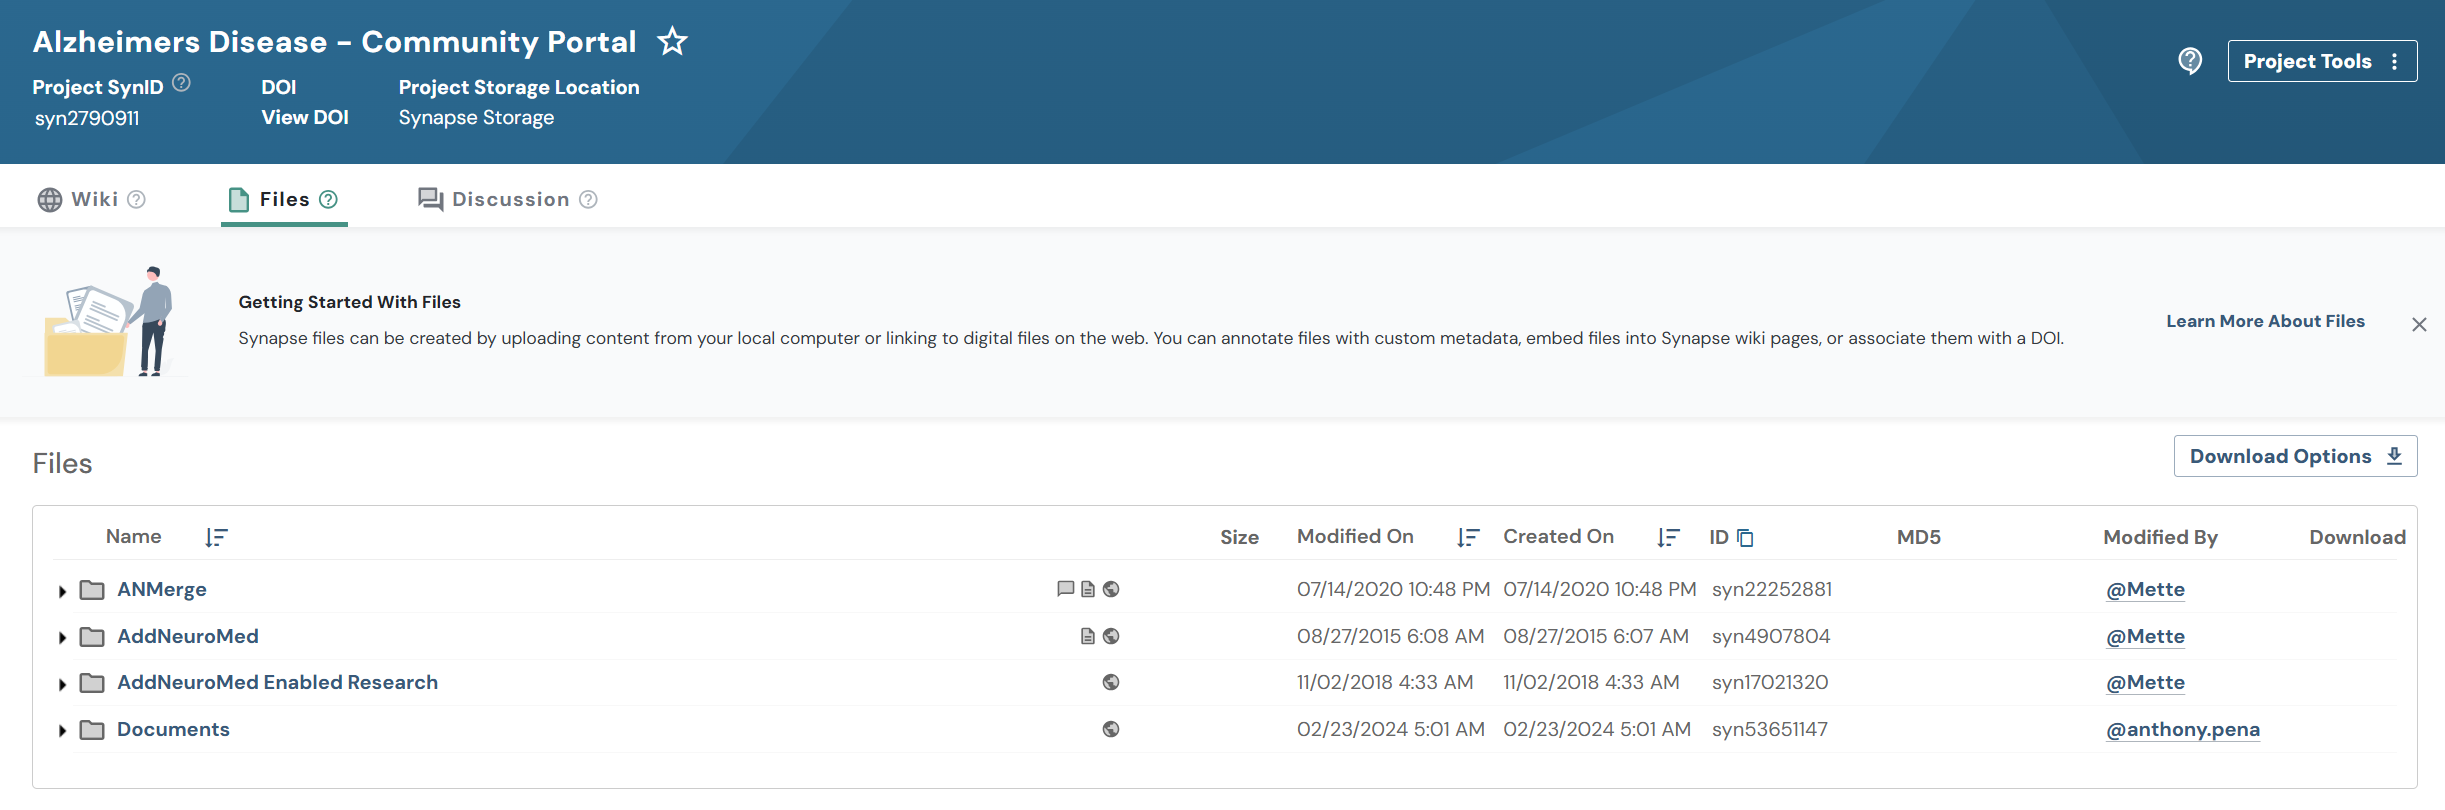 Alzheimers Disease - Community Portal
Project SynID DOI Project Storage Location
syn2790911 View DOI Synapse Storage
Project Tools
Wiki Files Discussion
Getting Started With Files
Synapse files can be created by uploading content from your local computer or linking to digital files on the web. You can annotate files with custom metadata, embed files into Synapse wiki pages, or associate them with a DOI.
Learn More About Files
Files
Download Options
Name Size Modified On Created On ID MD5 Modified By Download
ANMerge 07/14/2020 10:48 PM 07/14/2020 10:48 PM syn22252881 @Mette
AddNeuroMed 08/27/2015 6:08 AM 08/27/2015 6:07 AM syn4907804 @Mette
AddNeuroMed Enabled Research 11/02/2018 4:33 AM 11/02/2018 4:33 AM syn17021320 @Mette
Documents 02/23/2024 5:01 AM 02/23/2024 5:01 AM syn53651147 @anthony.pena